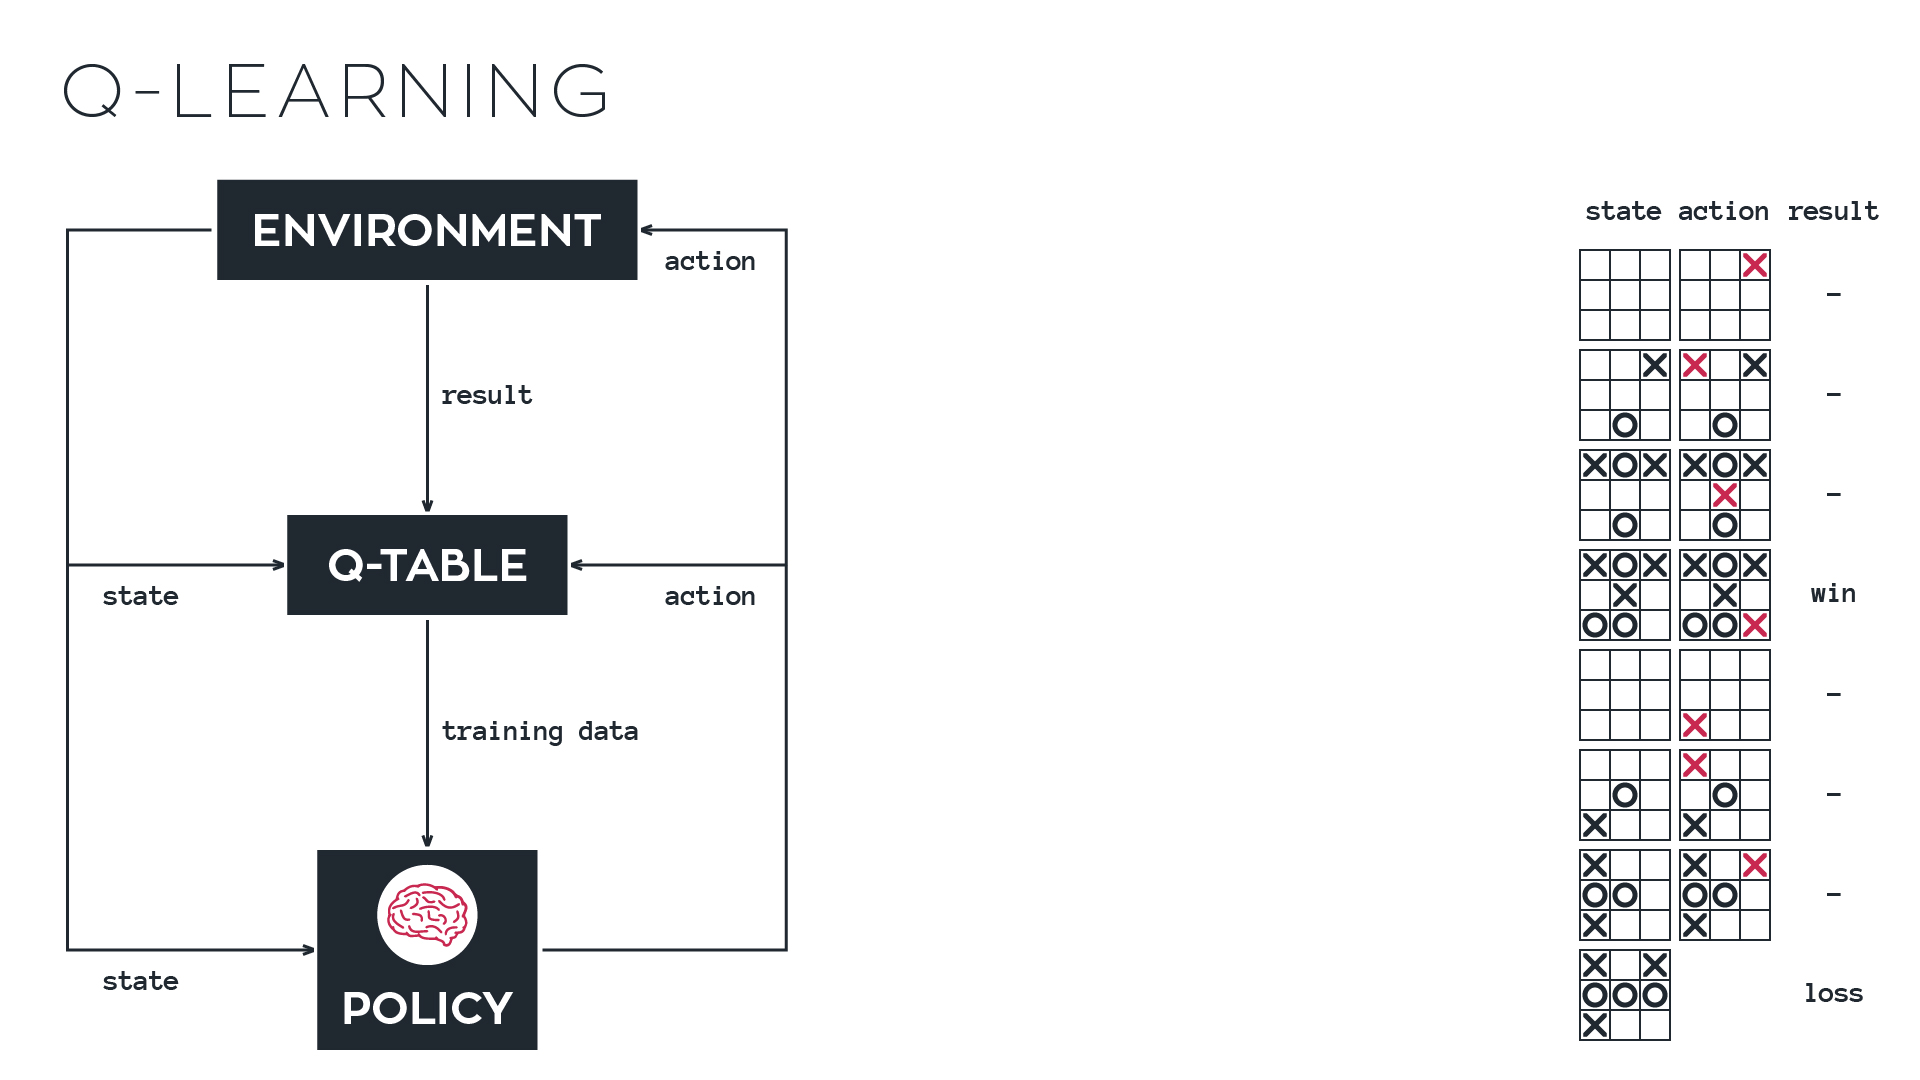 Q-LEARNING
ENVIRONMENT
action
result
Q-TABLE
state
action
training data
POLICY
state
state action result
–
–
–
win
–
–
–
loss